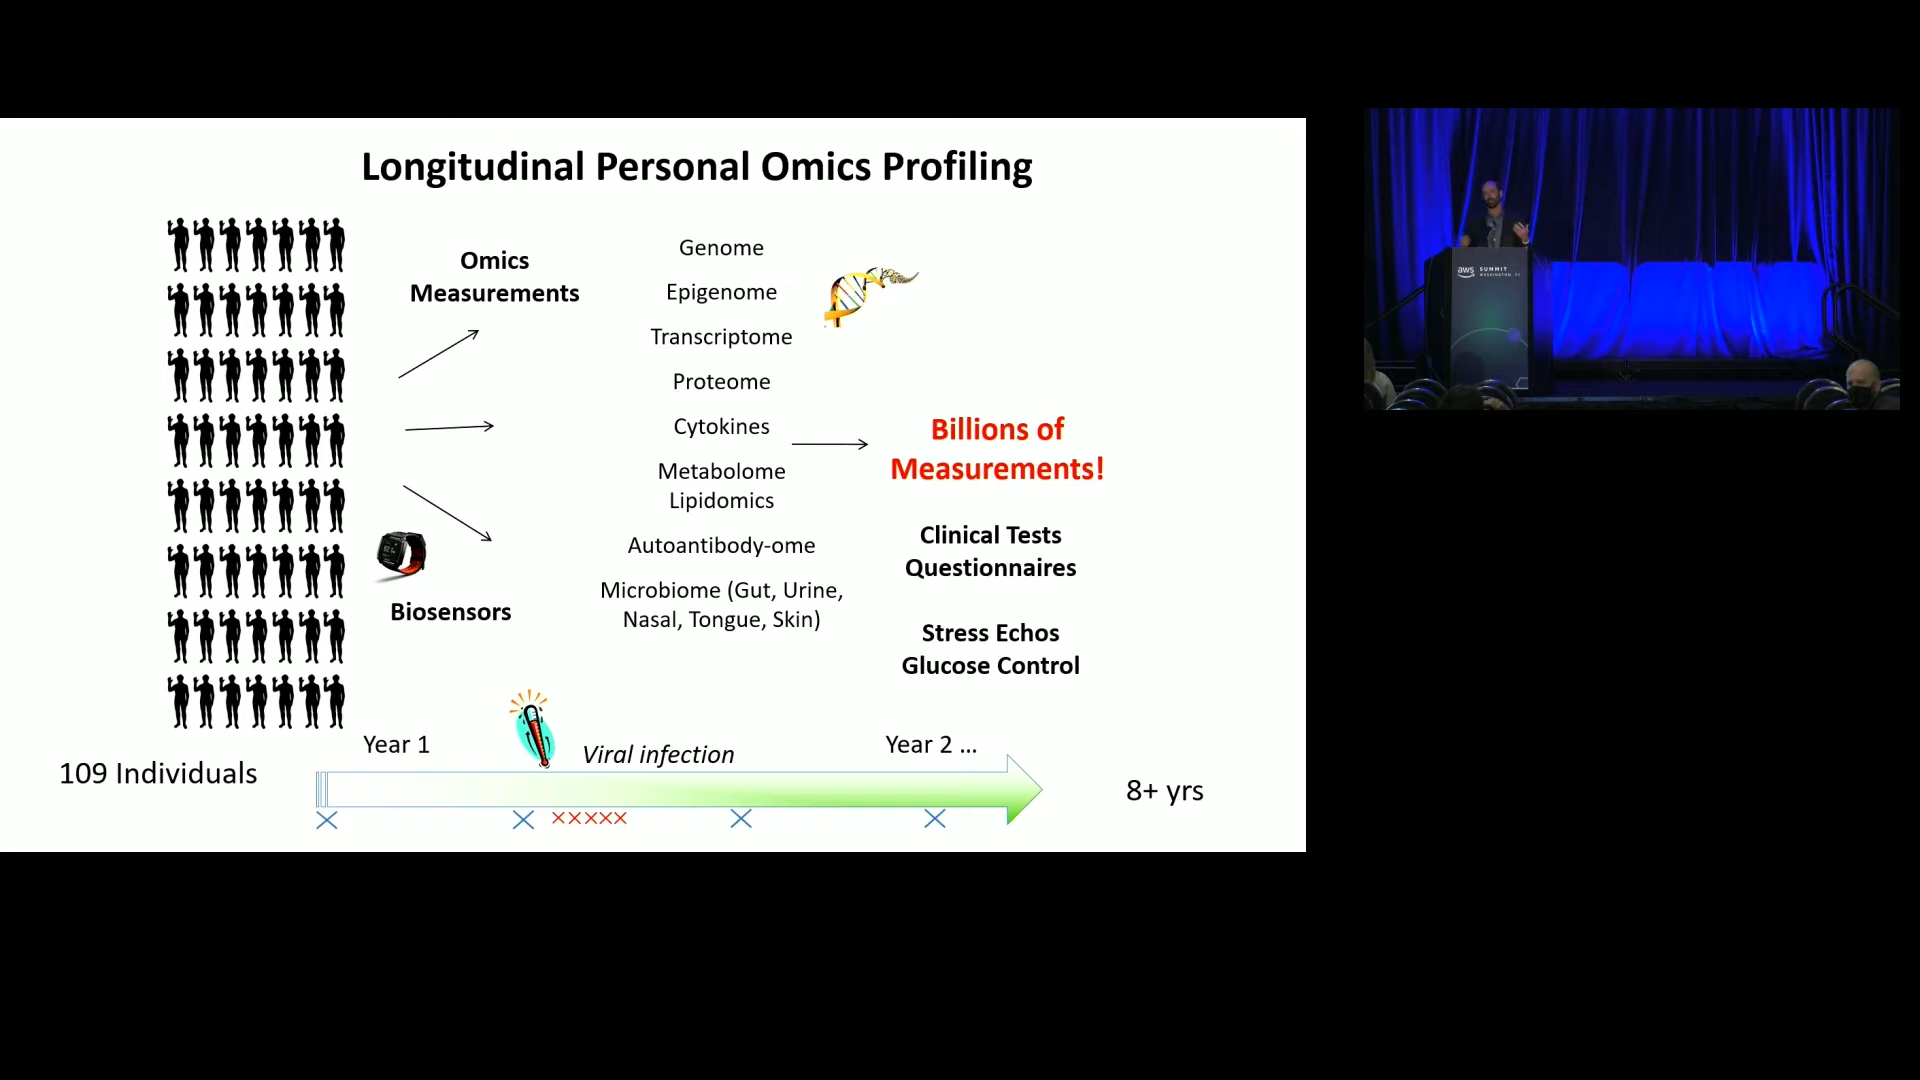 Longitudinal Personal Omics Profiling
Omics
Measurements
Genome
Epigenome
Transcriptome
Proteome
Cytokines
Metabolome
Lipidomics
Autoantibody-ome
Microbiome (Gut, Urine,
Nasal, Tongue, Skin)
Biosensors
Billions of
Measurements!
Clinical Tests
Questionnaires
Stress Echos
Glucose Control
Year 1
Viral infection
Year 2 ...
109 Individuals
8+ yrs
aws SUMMIT